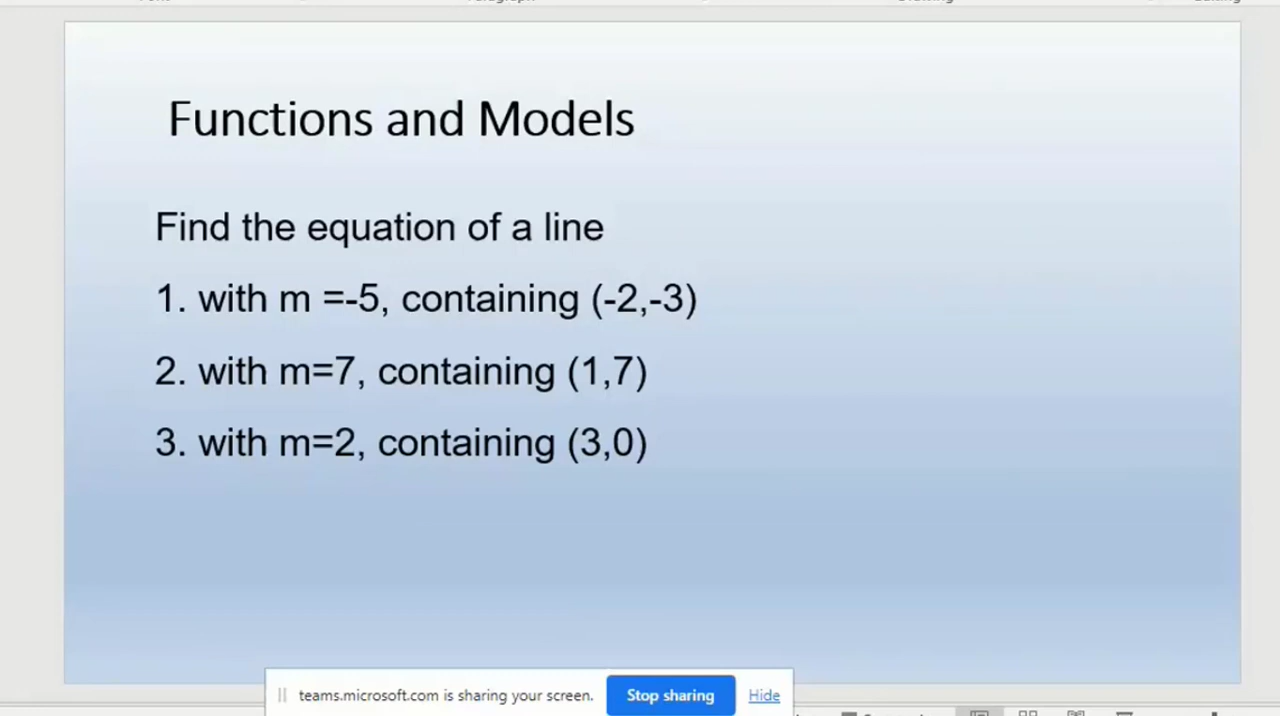 Functions and Models
Find the equation of a line
1. with m =-5, containing (-2,-3)
2. with m=7, containing (1,7)
3. with m=2, containing (3,0)
teams.microsoft.com is sharing your screen. Stop sharing Hide